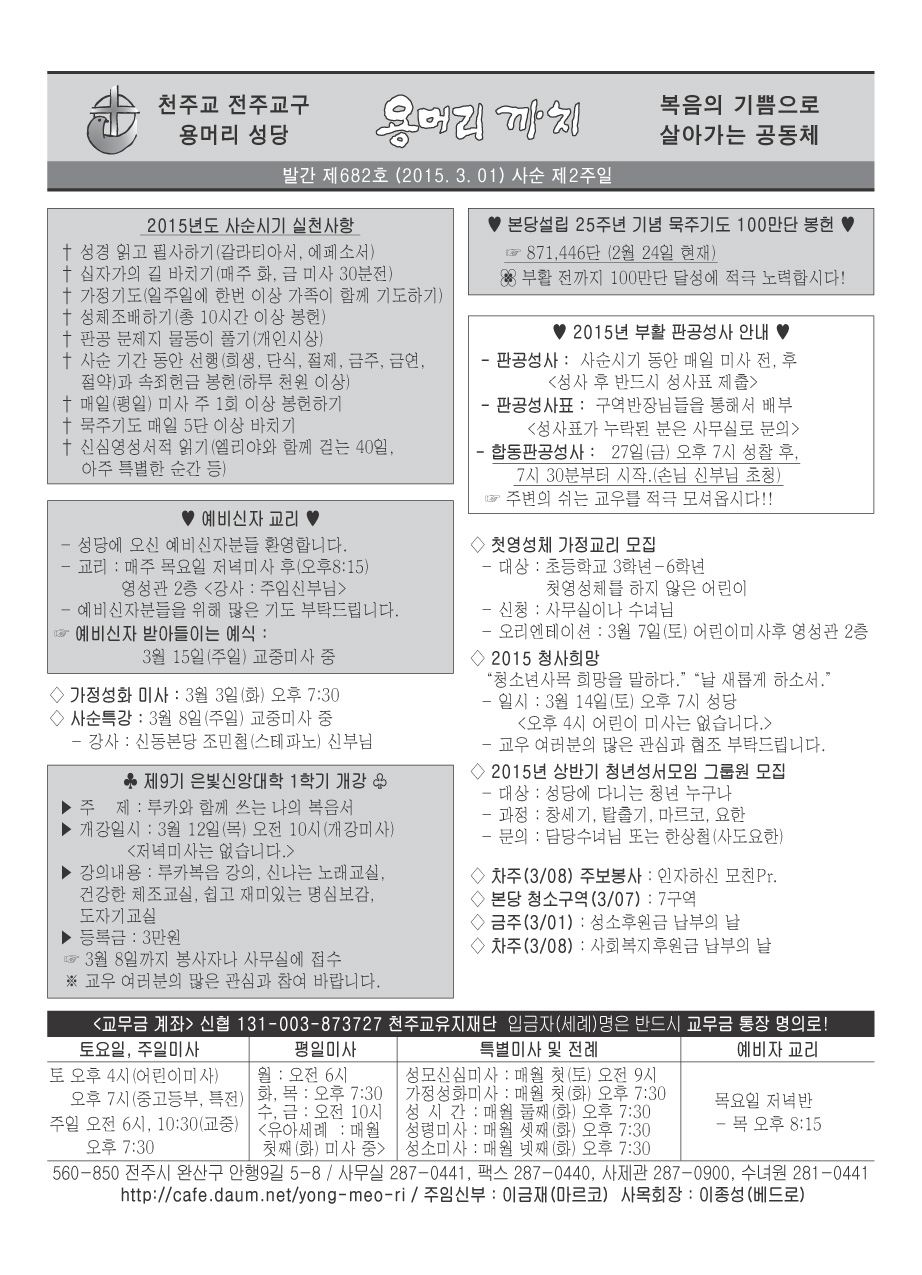 천주교 전주교구
용머리 성당
용머리 까치
복음의 기쁨으로
살아가는 공동체
발간 제682호 (2015. 3. 01) 사순 제2주일
2015년도 사순시기 실천사항
† 성경 읽고 필사하기(갈라티아서, 에페소서)
† 십자가의 길 바치기(매주 화, 금 미사 30분전)
† 가정기도(일주일에 한번 이상 가족이 함께 기도하기)
† 성체조배하기(총 10시간 이상 봉헌)
† 판공 문제지 물동이 풀기(개인시상)
† 사순 기간 동안 선행(희생, 단식, 절제, 금주, 금연,
절약)과 속죄헌금 봉헌(하루 천원 이상)
† 매일(평일) 미사 주 1회 이상 봉헌하기
† 묵주기도 매일 5단 이상 바치기
† 신심영성서적 읽기(엘리야와 함께 걷는 40일,
아주 특별한 순간 등)
♥ 예비신자 교리 ♥
- 성당에 오신 예비신자분들 환영합니다.
- 교리 : 매주 목요일 저녁미사 후(오후8:15)
영성관 2층 <강사 : 주임신부님>
- 예비신자분들을 위해 많은 기도 부탁드립니다.
☞ 예비신자 받아들이는 예식 :
3월 15일(주일) 교중미사 중
◇ 가정성화 미사 : 3월 3일(화) 오후 7:30
◇ 사순특강 : 3월 8일(주일) 교중미사 중
- 강사 : 신동본당 조민철(스테파노) 신부님
♣ 제9기 은빛신앙대학 1학기 개강 ♧
▶ 주 제 : 루카와 함께 쓰는 나의 복음서
▶ 개강일시 : 3월 12일(목) 오전 10시(개강미사)
<저녁미사는 없습니다.>
▶ 강의내용 : 루카복음 강의, 신나는 노래교실,
건강한 체조교실, 쉽고 재미있는 명심보감,
도자기교실
▶ 등록금 : 3만원
☞ 3월 8일까지 봉사자나 사무실에 접수
※ 교우 여러분의 많은 관심과 참여 바랍니다.
♥ 본당설립 25주년 기념 묵주기도 100만단 봉헌 ♥
☞ 871,446단 (2월 24일 현재)
부활 전까지 100만단 달성에 적극 노력합시다!
♥ 2015년 부활 판공성사 안내 ♥
- 판공성사 : 사순시기 동안 매일 미사 전, 후
<성사 후 반드시 성사표 제출>
- 판공성사표 : 구역반장님들을 통해서 배부
<성사표가 누락된 분은 사무실로 문의>
- 합동판공성사 : 27일(금) 오후 7시 성찰 후,
7시 30분부터 시작.(손님 신부님 초청)
☞ 주변의 쉬는 교우를 적극 모셔옵시다!!
◇ 첫영성체 가정교리 모집
- 대상 : 초등학교 3학년-6학년
첫영성체를 하지 않은 어린이
- 신청 : 사무실이나 수녀님
- 오리엔테이션 : 3월 7일(토) 어린이미사후 영성관 2층
◇ 2015 청사희망
“청소년사목 희망을 말하다.” “날 새롭게 하소서.”
- 일시 : 3월 14일(토) 오후 7시 성당
<오후 4시 어린이 미사는 없습니다.>
- 교우 여러분의 많은 관심과 협조 부탁드립니다.
◇ 2015년 상반기 청년성서모임 그룹원 모집
- 대상 : 성당에 다니는 청년 누구나
- 과정 : 창세기, 탈출기, 마르코, 요한
- 문의 : 담당수녀님 또는 한상철(사도요한)
◇ 차주(3/08) 주보봉사 : 인자하신 모친Pr.
◇ 본당 청소구역(3/07) : 7구역
◇ 금주(3/01) : 성소후원금 납부의 날
◇ 차주(3/08) : 사회복지후원금 납부의 날
<교무금 계좌> 신협 131-003-873727 천주교유지재단 입금자(세례)명은 반드시 교무금 통장 명의로!
토요일, 주일미사
토 오후 4시(어린이미사)
오후 7시(중고등부, 특전)
주일 오전 6시, 10:30(교중)
오후 7:30
평일미사
월 : 오전 6시
화, 목 : 오후 7:30
수, 금 : 오전 10시
<유아세례 : 매월
첫째(화) 미사 중>
특별미사 및 전례
성모신심미사 : 매월 첫(토) 오전 9시
가정성화미사 : 매월 첫(화) 오후 7:30
성 시 간 : 매월 둘째(화) 오후 7:30
성령미사 : 매월 셋째(화) 오후 7:30
성소미사 : 매월 넷째(화) 오후 7:30
예비자 교리
목요일 저녁반
- 목 오후 8:15
560-850 전주시 완산구 안행9길 5-8 / 사무실 287-0441, 팩스 287-0440, 사제관 287-0900, 수녀원 281-0441
http://cafe.daum.net/yong-meo-ri / 주임신부 : 이금재(마르코) 사목회장 : 이종성(베드로)